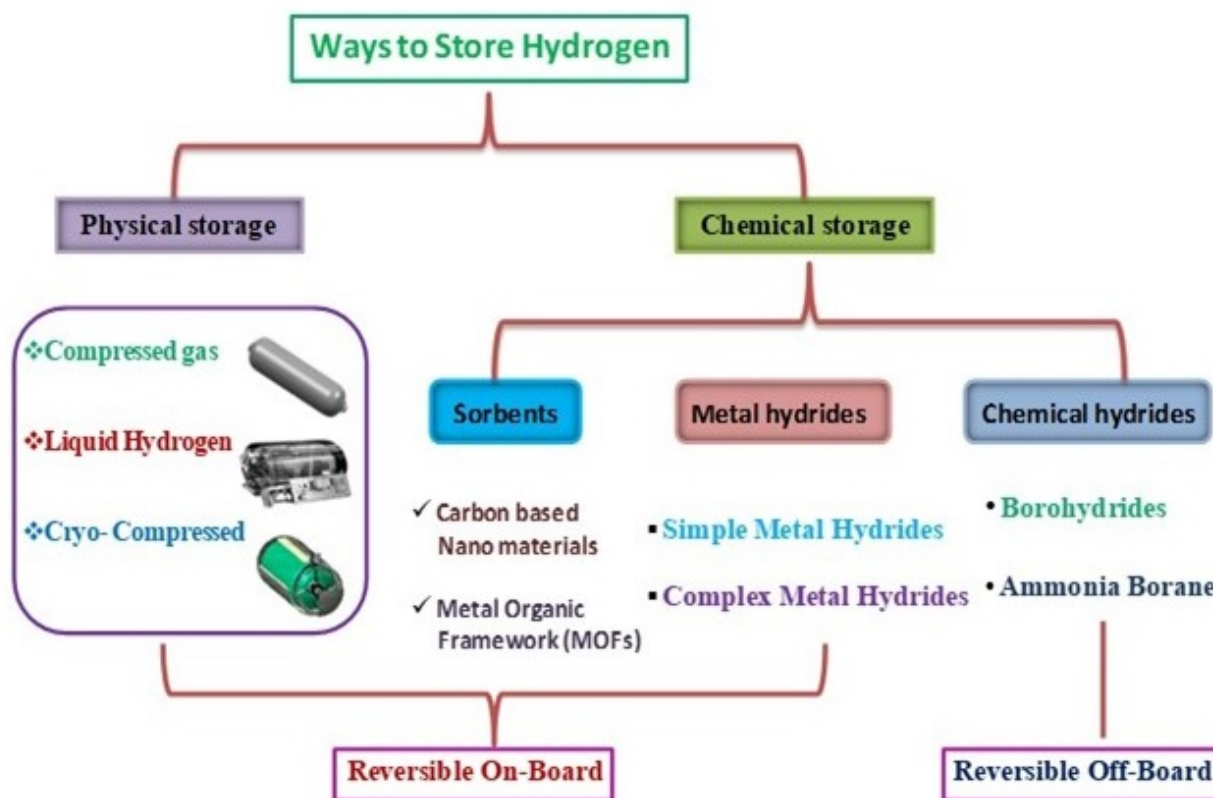 Ways to Store Hydrogen
Physical storage
Chemical storage
❖Compressed gas
❖Liquid Hydrogen
❖Cryo- Compressed
Sorbents
✓ Carbon based
Nano materials
✓ Metal Organic
Framework (MOFs)
Metal hydrides
▪ Simple Metal Hydrides
▪ Complex Metal Hydrides
Chemical hydrides
• Borohydrides
• Ammonia Borane
Reversible On-Board
Reversible Off-Board